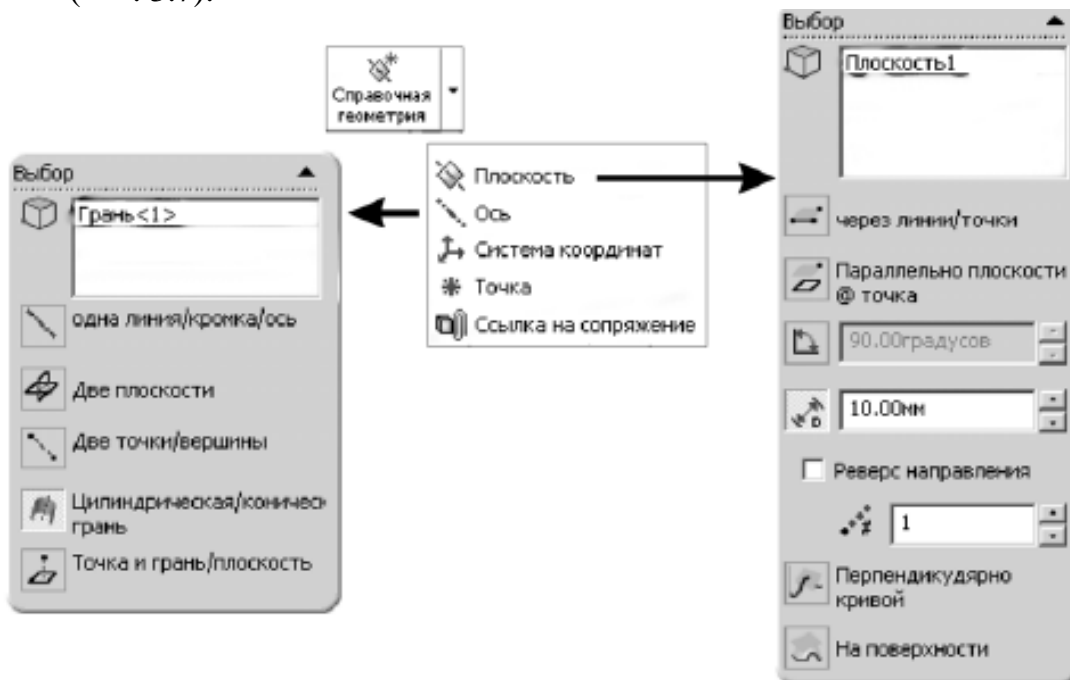 Выбор
Плоскость1
Справочная
геометрия
Выбор
Грань<1>
Плоскость
Ось
Система координат
Точка
Ссылка на сопряжение
одна линия/кромка/ось
Две плоскости
Две точки/вершины
Цилиндрическая/коническ
грань
Точка и грань/плоскость
через линии/точки
Параллельно плоскости
@ точка
90.00градусов
10.00мм
Реверс направления
1
Перпендикудярно
кривой
На поверхности